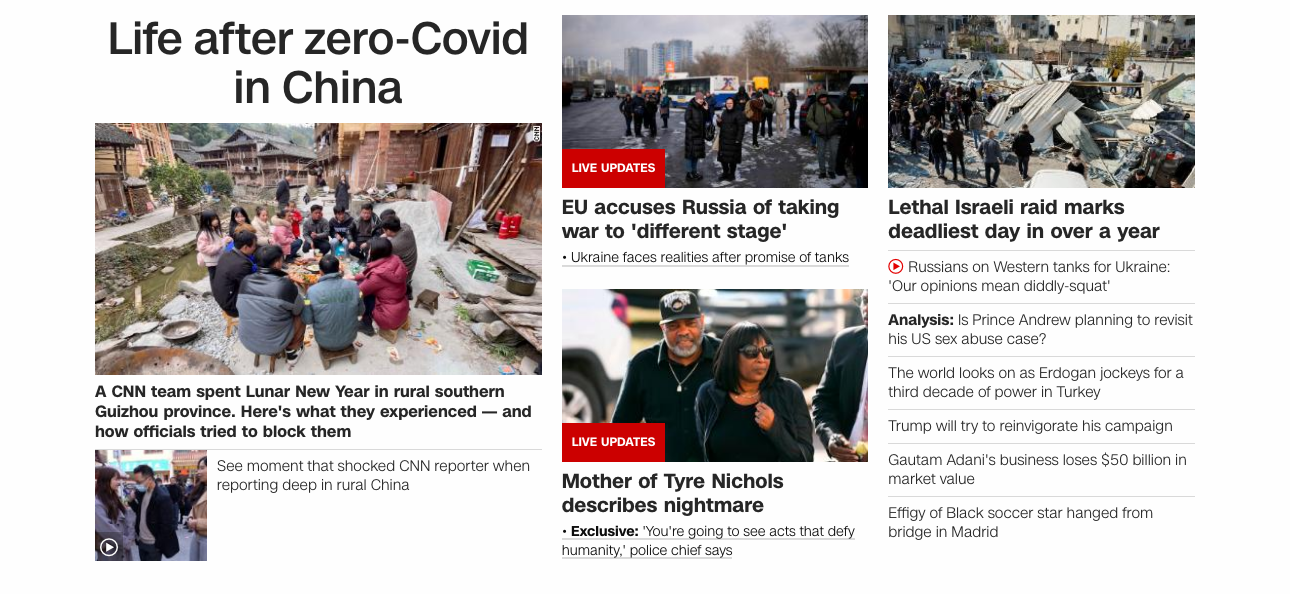 Life after zero-Covid
in China
CNN
A CNN team spent Lunar New Year in rural southern
Guizhou province. Here's what they experienced — and
how officials tried to block them
See moment that shocked CNN reporter when
reporting deep in rural China
LIVE UPDATES
EU accuses Russia of taking
war to 'different stage'
• Ukraine faces realities after promise of tanks
LIVE UPDATES
Mother of Tyre Nichols
describes nightmare
• Exclusive: 'You're going to see acts that defy
humanity,' police chief says
Lethal Israeli raid marks
deadliest day in over a year
Russians on Western tanks for Ukraine:
'Our opinions mean diddly-squat'
Analysis: Is Prince Andrew planning to revisit
his US sex abuse case?
The world looks on as Erdogan jockeys for a
third decade of power in Turkey
Trump will try to reinvigorate his campaign
Gautam Adani's business loses $50 billion in
market value
Effigy of Black soccer star hanged from
bridge in Madrid